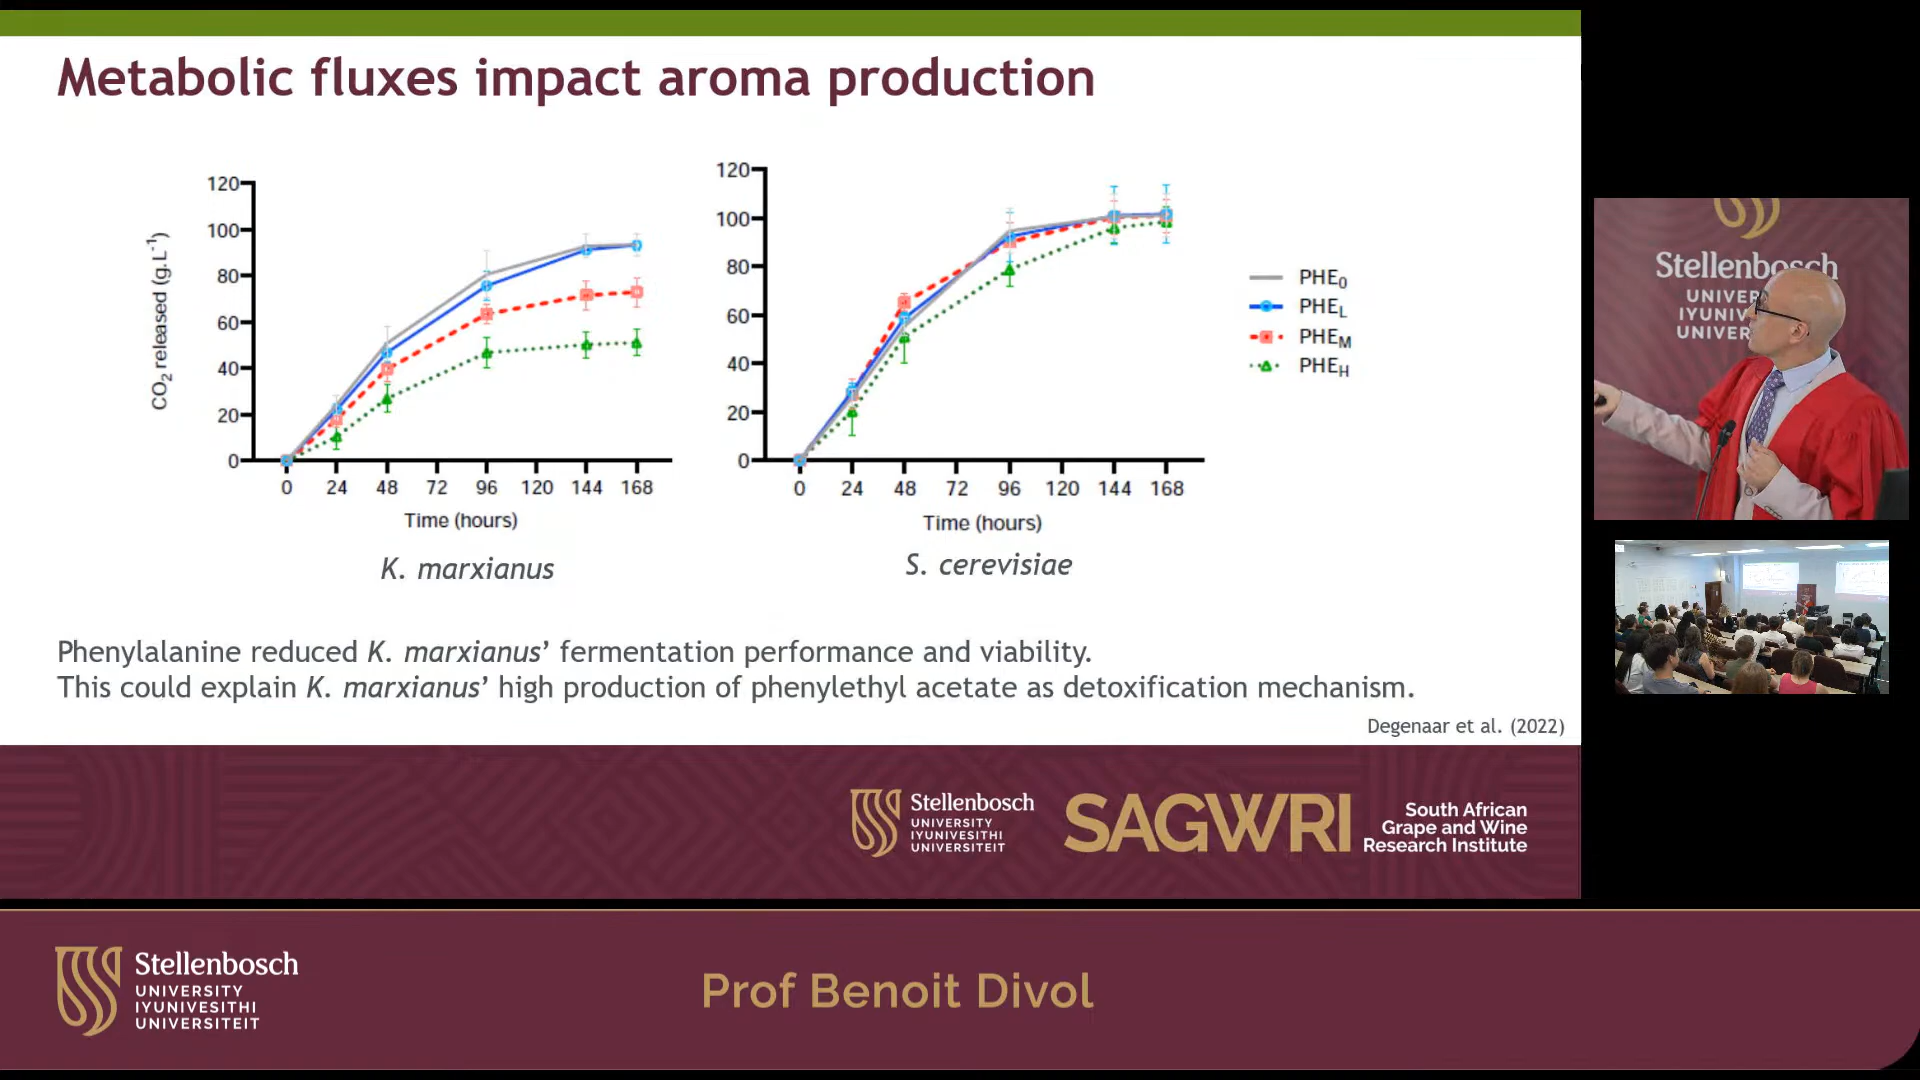 Metabolic fluxes impact aroma production
120
100
80
60
40
20
0
CO2 released (g.L-1)
0 24 48 72 96 120 144 168
Time (hours)
K. marxianus
120
100
80
60
40
20
0
0 24 48 72 96 120 144 168
Time (hours)
S. cerevisiae
PHE0
PHEL
PHEM
PHEH
Phenylalanine reduced K. marxianus’ fermentation performance and viability.
This could explain K. marxianus’ high production of phenylethyl acetate as detoxification mechanism.
Degenaar et al. (2022)
Stellenbosch
UNIVERSITY
IYUNIVESITHI
UNIVERSITEIT
SAGWRI
South African
Grape and Wine
Research Institute
Stellenbosch
UNIVER
IYUNIV
UNIVER
Stellenbosch
UNIVERSITY
IYUNIVESITHI
UNIVERSITEIT
Prof Benoit Divol